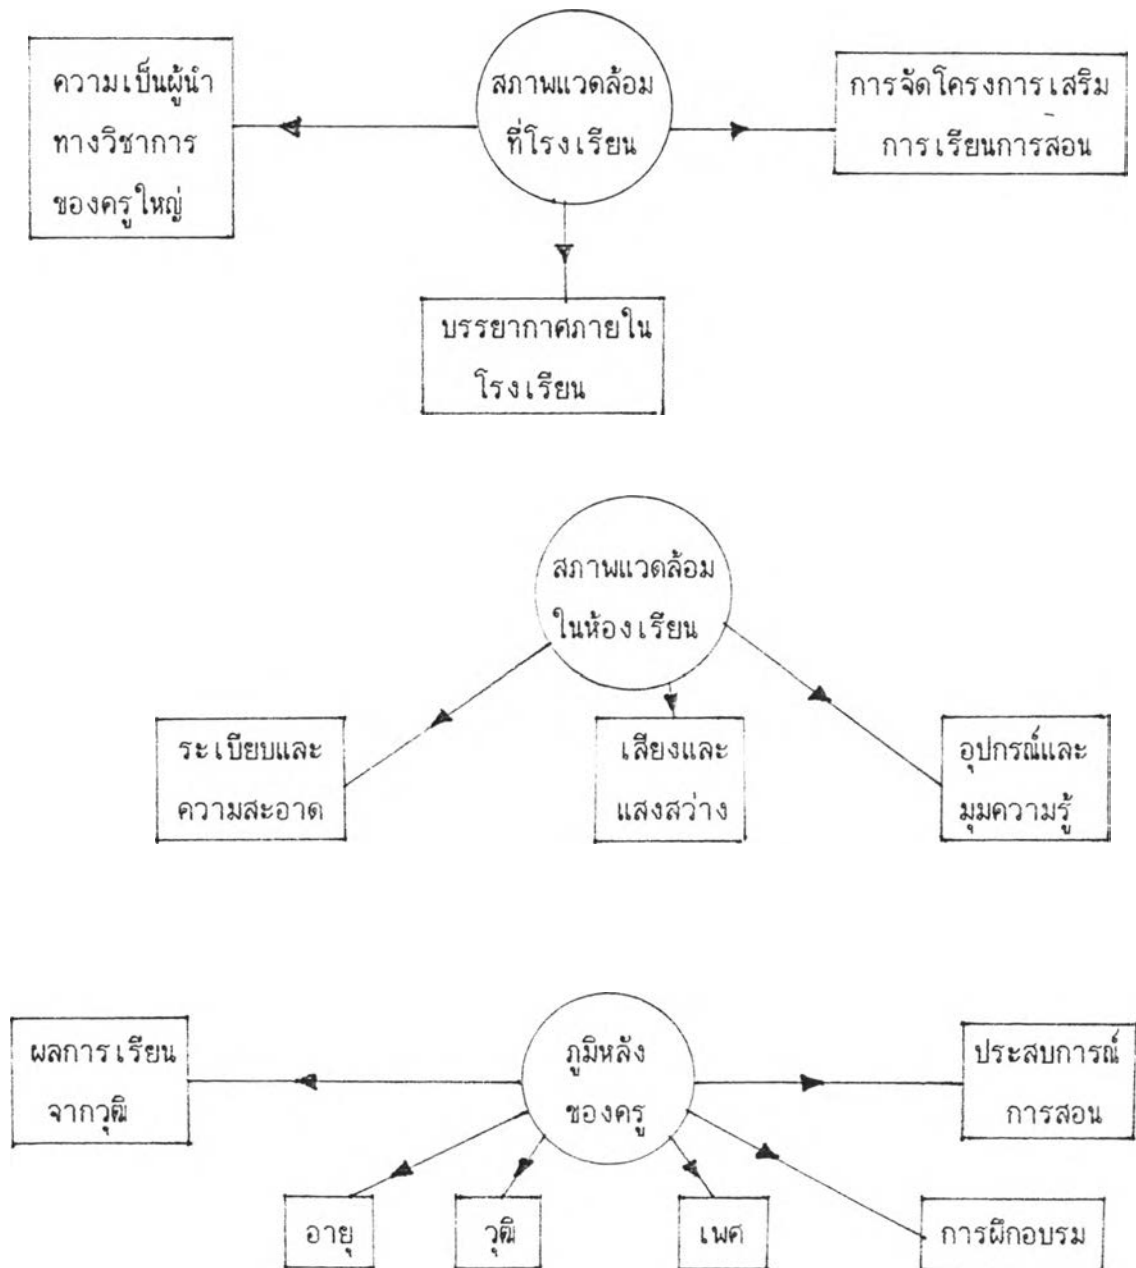 ความเป็นผู้นำ
ทางวิชาการ
ของครูใหญ่
สภาพแวดล้อม
ที่โรงเรียน
การจัดโครงการเสริม
การเรียนการสอน
บรรยากาศภายใน
โรงเรียน
สภาพแวดล้อม
ในห้องเรียน
ระเบียบและ
ความสะอาด
เสียงและ
แสงสว่าง
อุปกรณ์และ
มุมความรู้
ผลการเรียน
จากวุฒิ
ภูมิหลัง
ของครู
ประสบการณ์
การสอน
อายุ
วุฒิ
เพศ
การฝึกอบรม